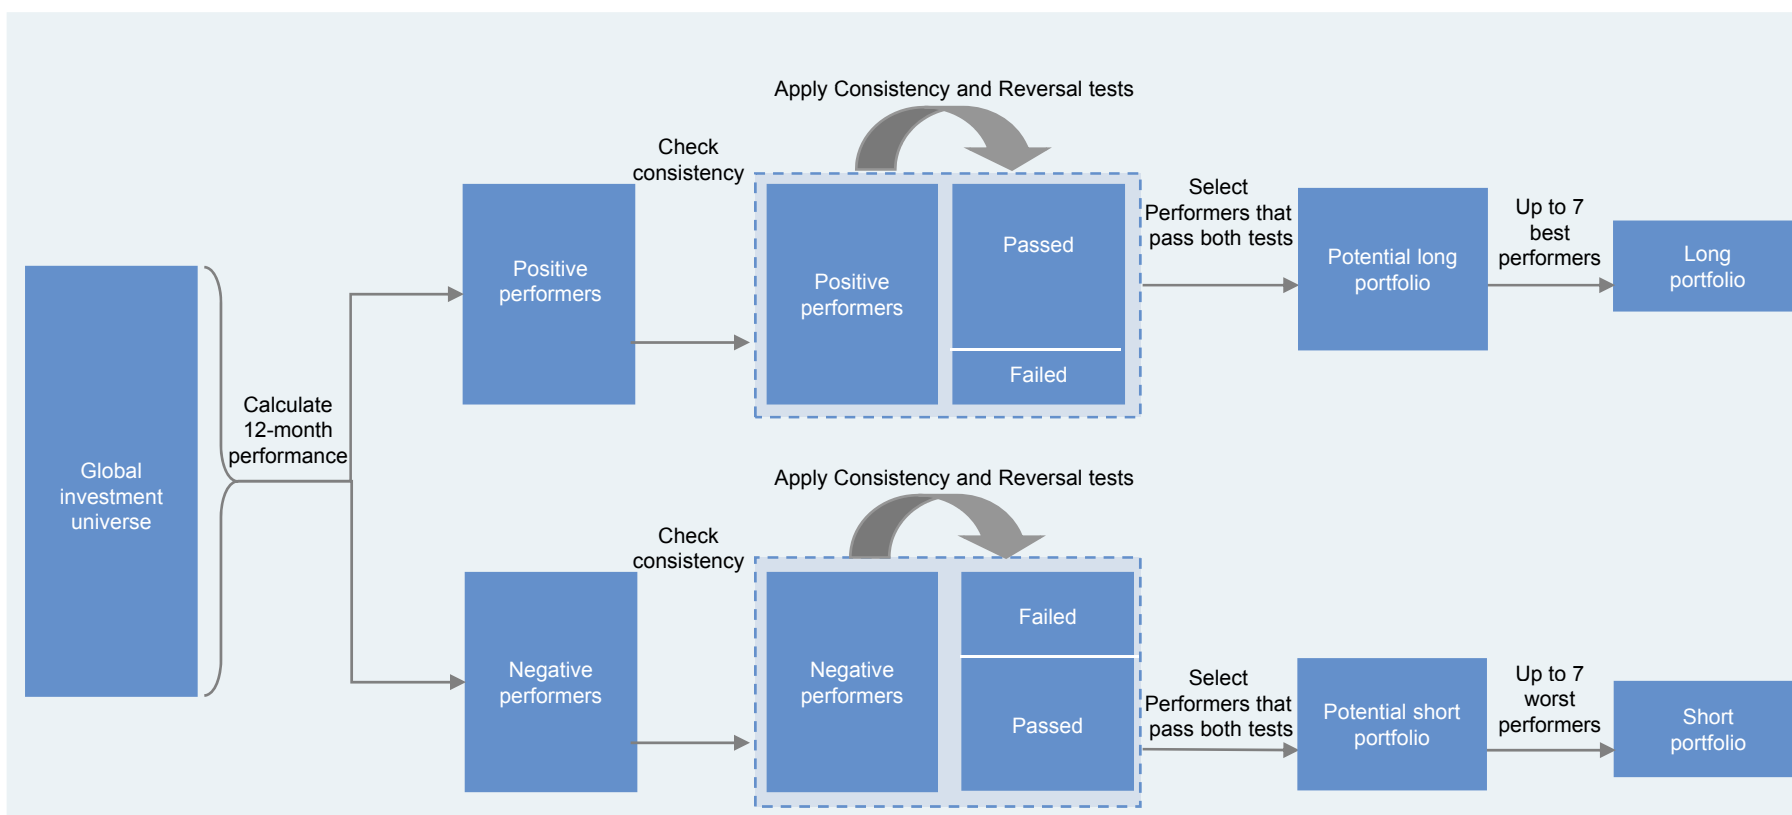 Apply Consistency and Reversal tests
Check
consistency
Positive
performers
Positive
performers
Passed
Failed
Select
Performers that
pass both tests
Potential long
portfolio
Up to 7
best
performers
Long
portfolio
Global
investment
universe
Calculate
12-month
performance
Apply Consistency and Reversal tests
Check
consistency
Negative
performers
Negative
performers
Failed
Passed
Select
Performers that
pass both tests
Potential short
portfolio
Up to 7
worst
performers
Short
portfolio